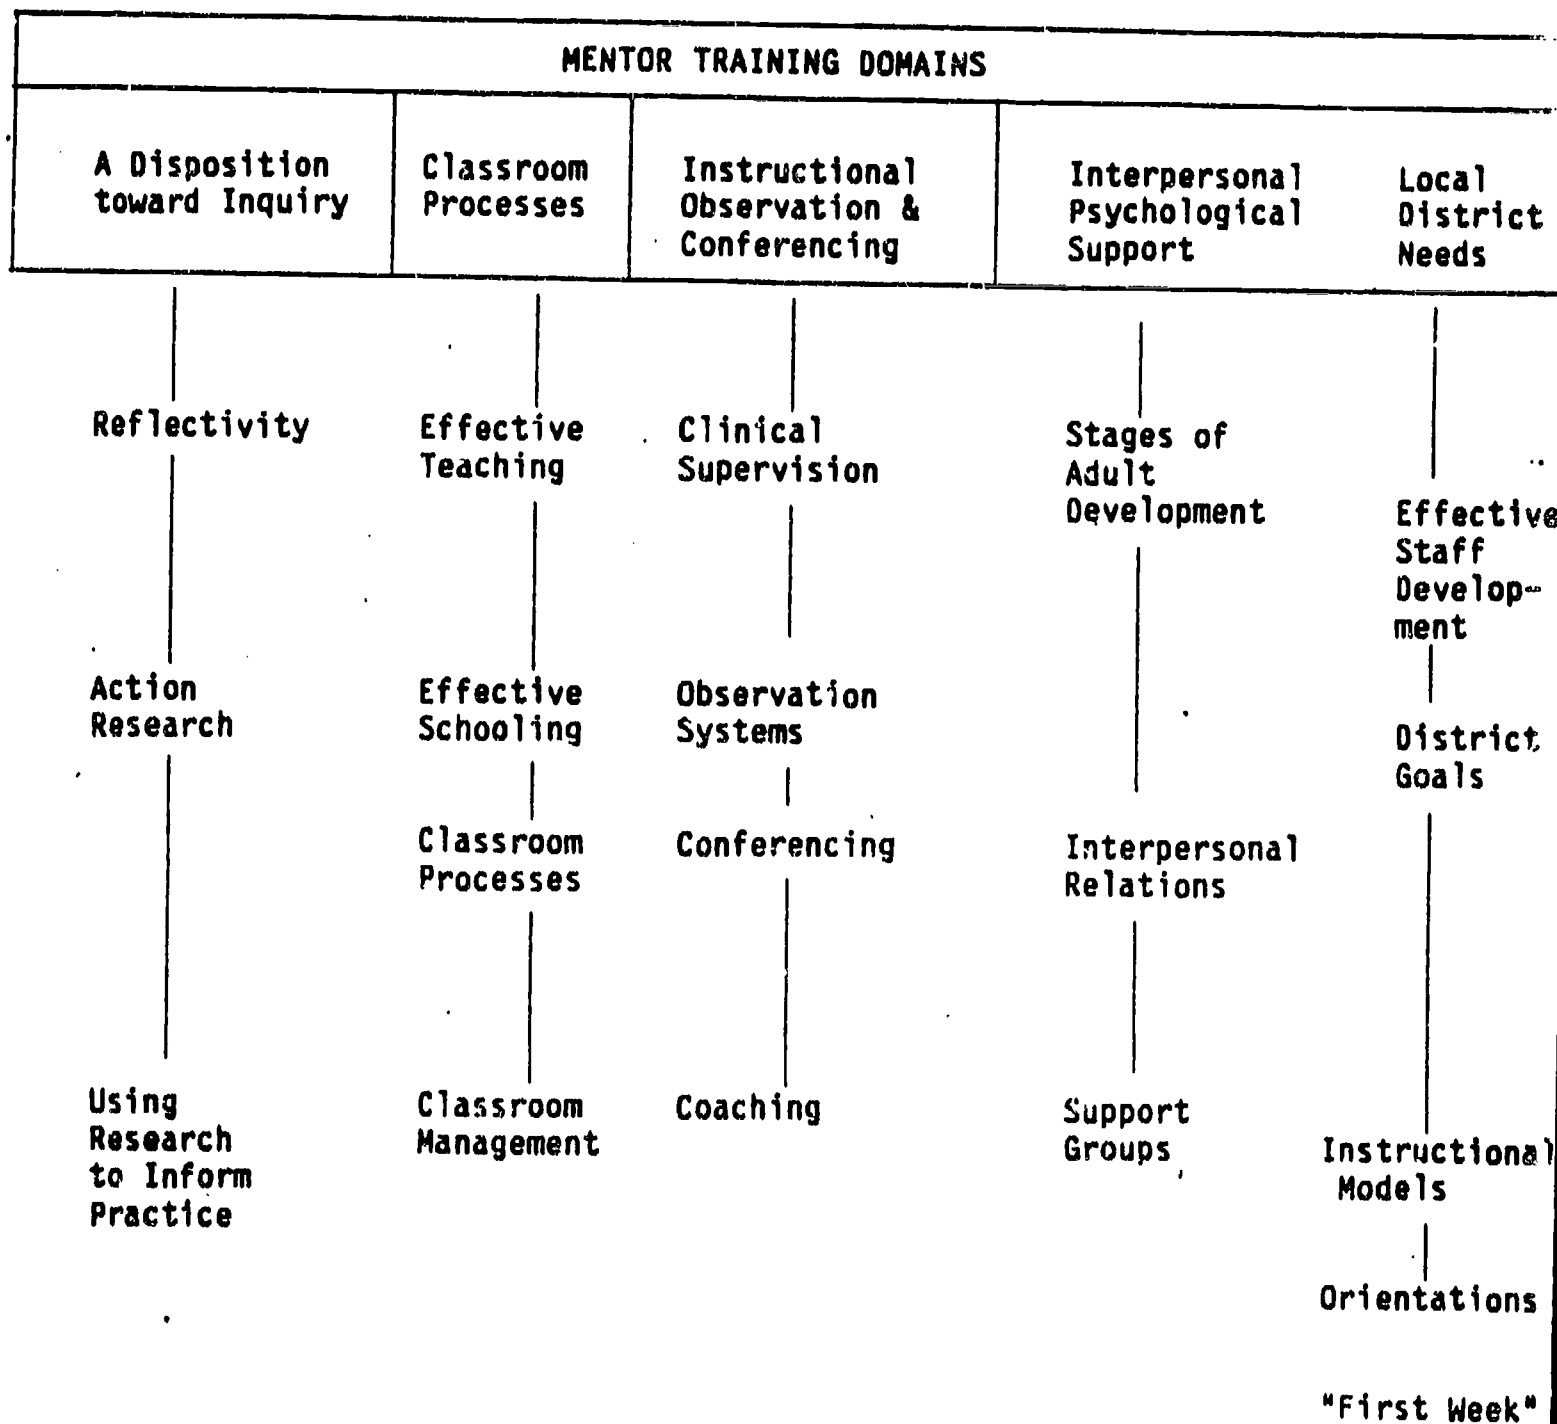 MENTOR TRAINING DOMAINS
A Disposition
toward Inquiry
Classroom
Processes
Instructional
Observation &
Conferencing
Interpersonal
Psychological
Support
Local
District
Needs
Reflectivity
Action
Research
Using
Research
to Inform
Practice
Effective
Teaching
Effective
Schooling
Classroom
Processes
Classroom
Management
Clinical
Supervision
Observation
Systems
Conferencing
Coaching
Stages of
Adult
Development
Interpersonal
Relations
Support
Groups
Effective
Staff
Develop-
ment
District
Goals
Instructional
Models
Orientations
"First Week"